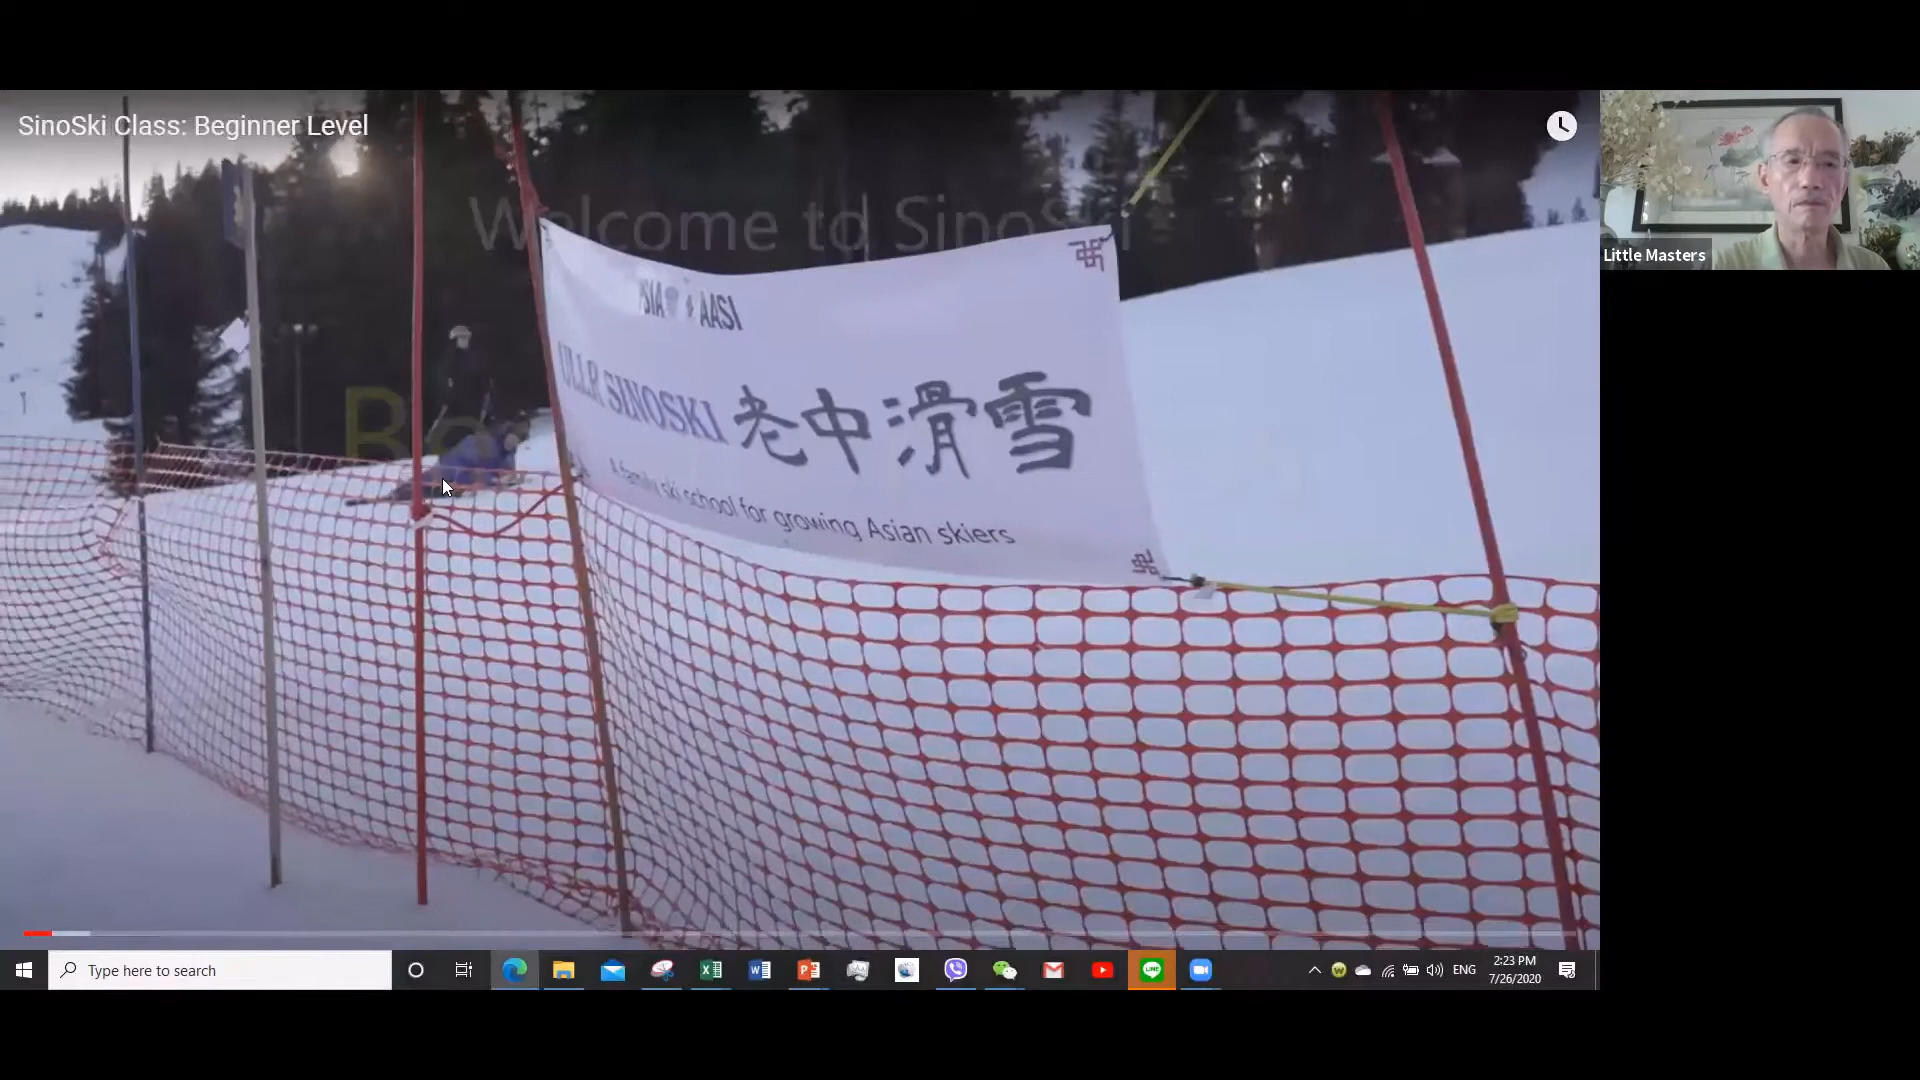 SinoSki Class: Beginner Level
Welcome to SinoSki
PSIA AASI
ULLR SINOSKI 老中滑雪
A family ski school for growing Asian skiers
Little Masters
Type here to search
ENG
2:23 PM
7/26/2020